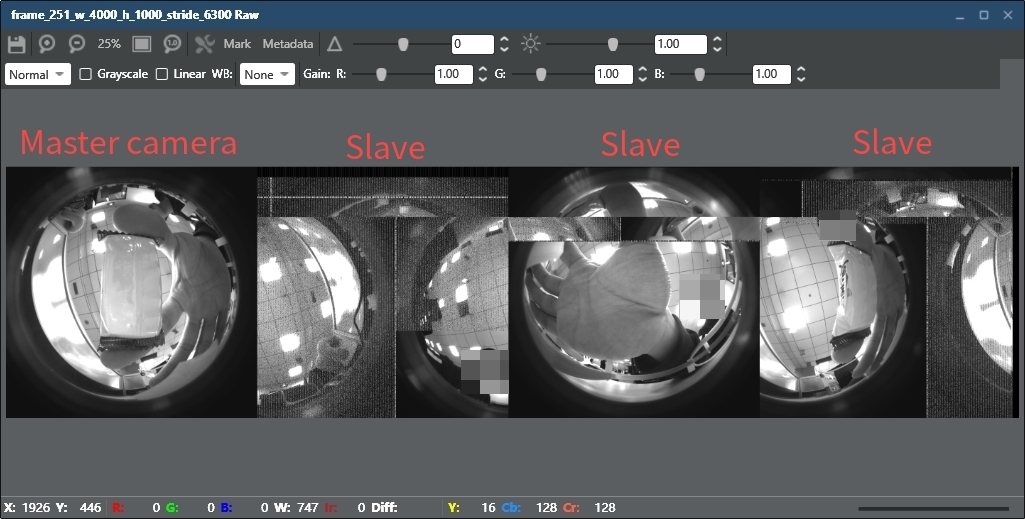 frame_251_w_4000_h_1000_stride_6300 Raw
25% 1.0 Mark Metadata 0 1.00
Normal Grayscale Linear WB: None Gain: R: 1.00 G: 1.00 B: 1.00
Master camera Slave Slave Slave
X: 1926 Y: 446 R: 0 G: 0 B: 0 W: 747 Ir: 0 Diff: Y: 16 Cb: 128 Cr: 128